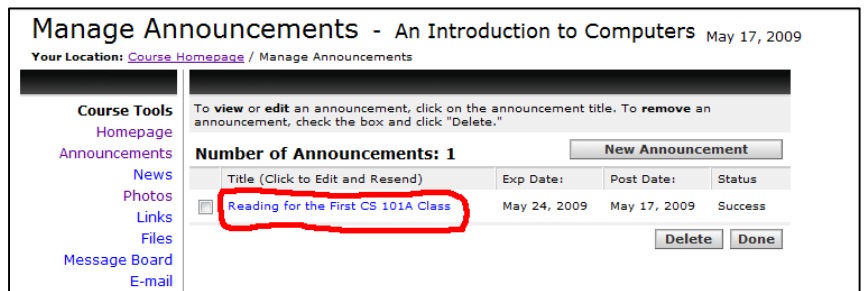 Manage Announcements - An Introduction to Computers May 17, 2009
Your Location: Course Homepage / Manage Announcements
Course Tools
Homepage
Announcements
News
Photos
Links
Files
Message Board
E-mail
To view or edit an announcement, click on the announcement title. To remove an
announcement, check the box and click "Delete."
Number of Announcements: 1
New Announcement
Title (Click to Edit and Resend) Exp Date: Post Date: Status
Reading for the First CS 101A Class May 24, 2009 May 17, 2009 Success
Delete Done